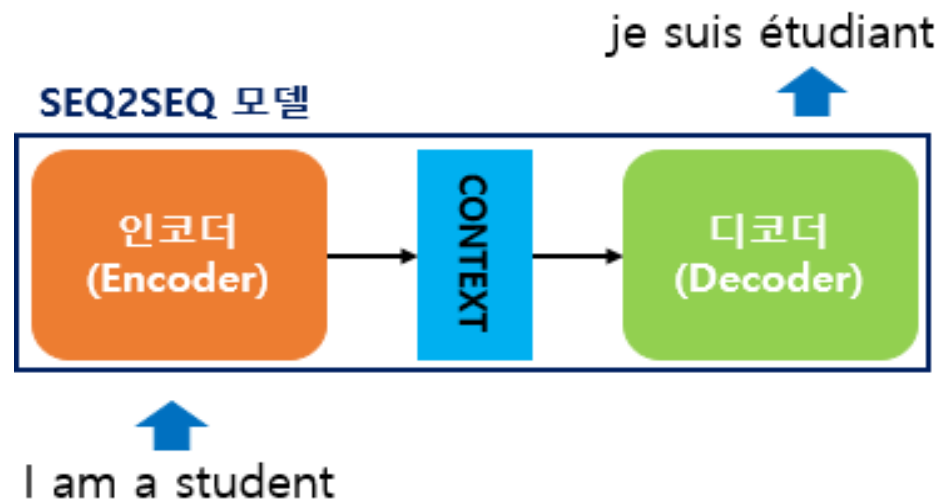 je suis étudiant
SEQ2SEQ 모델
인코더
(Encoder)
CONTEXT
디코더
(Decoder)
I am a student